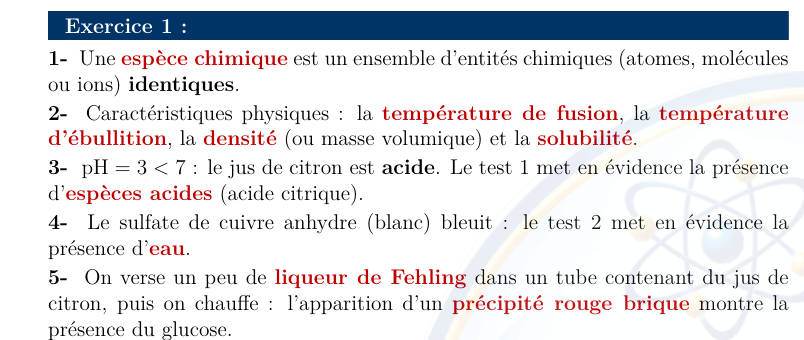 Exercice 1 :
1- Une espèce chimique est un ensemble d'entités chimiques (atomes, molécules
ou ions) identiques.
2- Caractéristiques physiques : la température de fusion, la température
d'ébullition, la densité (ou masse volumique) et la solubilité.
3- pH = 3 < 7 : le jus de citron est acide. Le test 1 met en évidence la présence
d'espèces acides (acide citrique).
4- Le sulfate de cuivre anhydre (blanc) bleuit : le test 2 met en évidence la
présence d'eau.
5- On verse un peu de liqueur de Fehling dans un tube contenant du jus de
citron, puis on chauffe : l'apparition d'un précipité rouge brique montre la
présence du glucose.